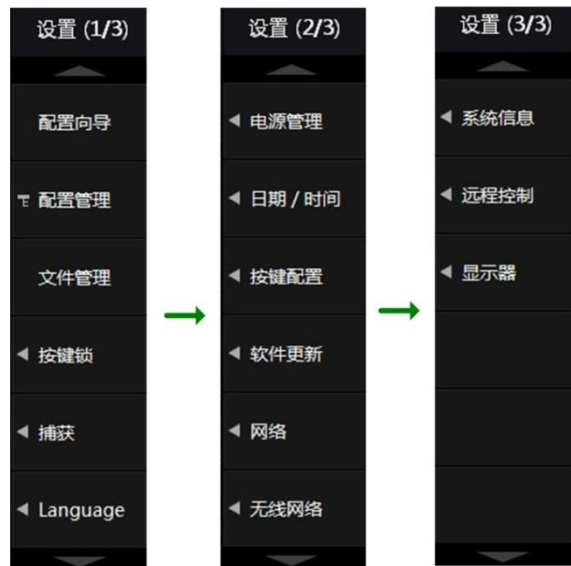 设置 (1/3)
配置向导
配置管理
文件管理
按键锁
捕获
Language
设置 (2/3)
电源管理
日期 / 时间
按键配置
软件更新
网络
无线网络
设置 (3/3)
系统信息
远程控制
显示器